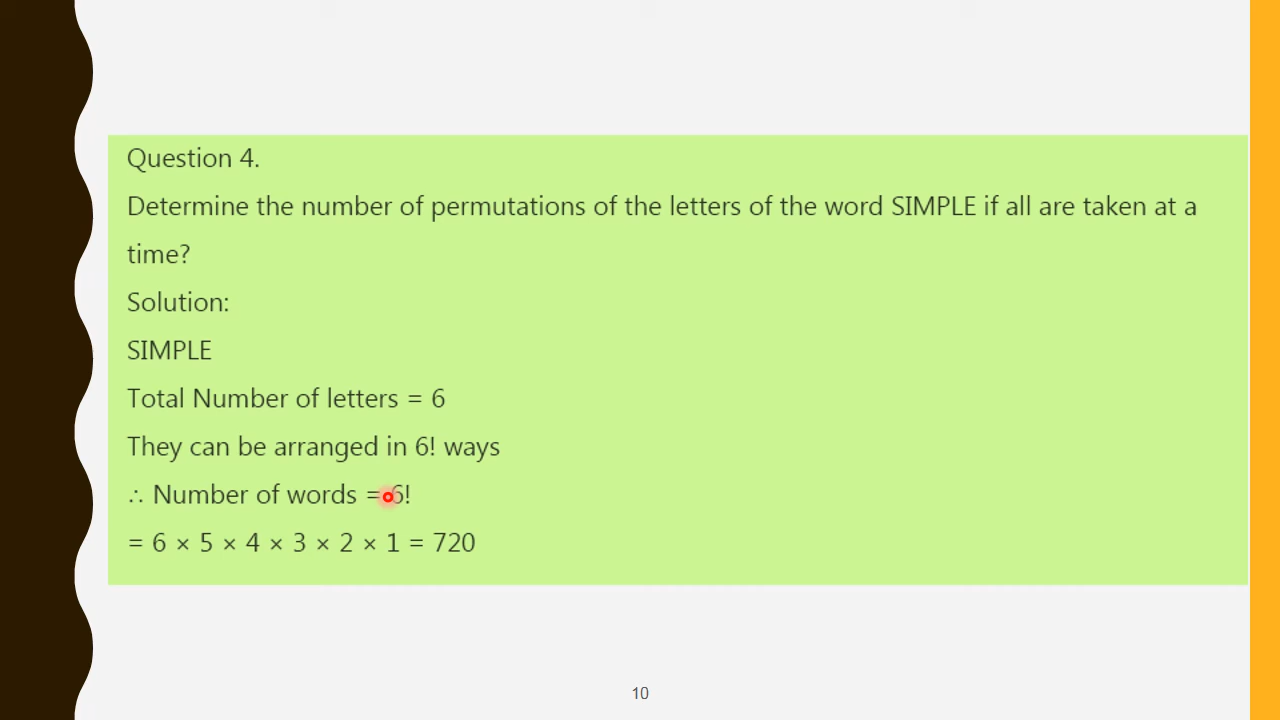 Question 4.
Determine the number of permutations of the letters of the word SIMPLE if all are taken at a
time?
Solution:
SIMPLE
Total Number of letters = 6
They can be arranged in 6! ways
∴ Number of words = 6!
= 6 × 5 × 4 × 3 × 2 × 1 = 720
10